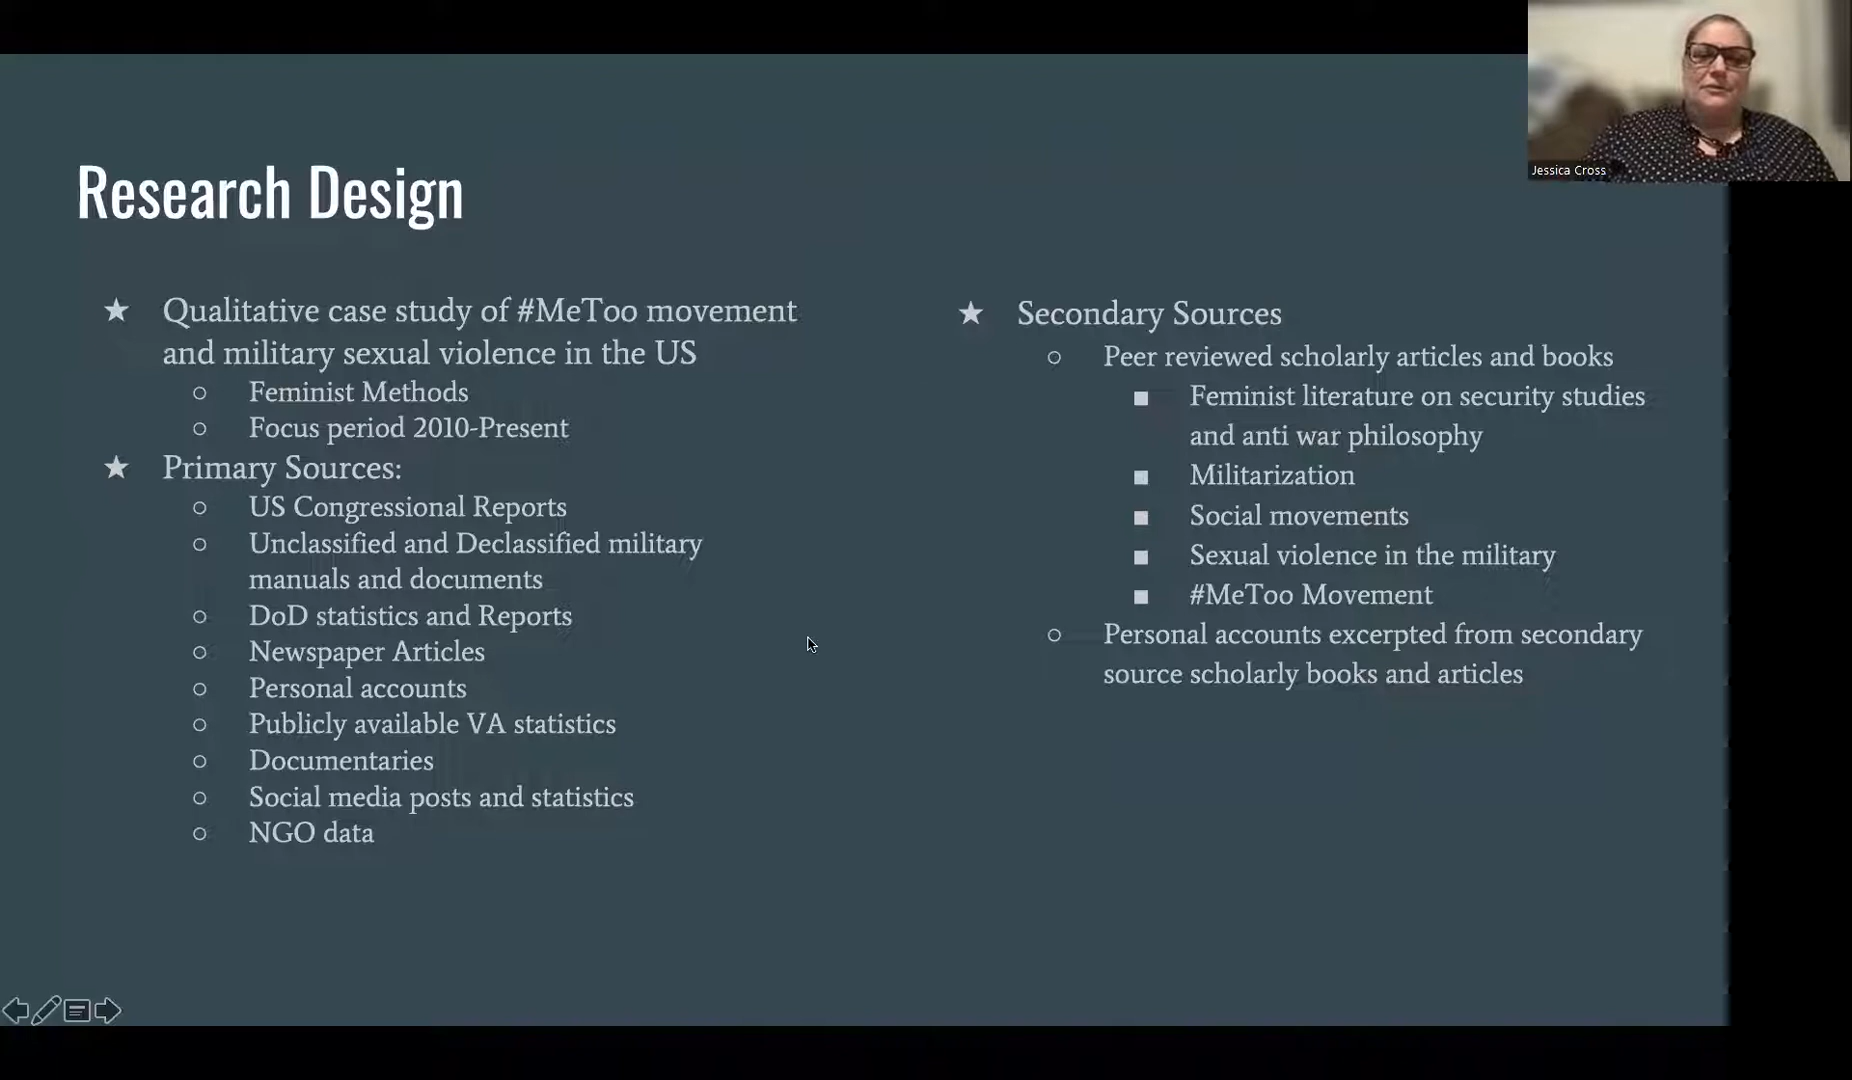 Jessica Cross
Research Design
★ Qualitative case study of #MeToo movement
and military sexual violence in the US
○ Feminist Methods
○ Focus period 2010-Present
★ Primary Sources:
○ US Congressional Reports
○ Unclassified and Declassified military
manuals and documents
○ DoD statistics and Reports
○ Newspaper Articles
○ Personal accounts
○ Publicly available VA statistics
○ Documentaries
○ Social media posts and statistics
○ NGO data
★ Secondary Sources
○ Peer reviewed scholarly articles and books
■ Feminist literature on security studies
and anti war philosophy
■ Militarization
■ Social movements
■ Sexual violence in the military
■ #MeToo Movement
○ Personal accounts excerpted from secondary
source scholarly books and articles